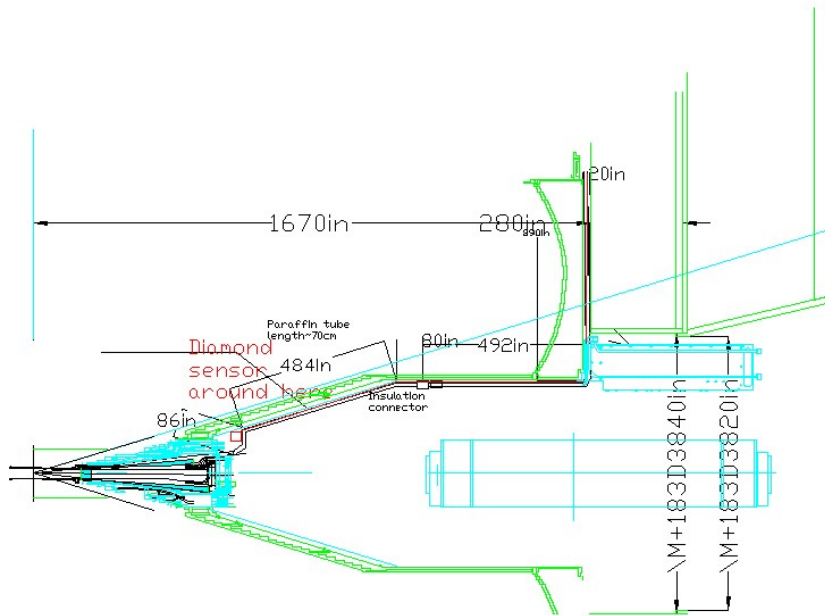 20in
1670in
280in
890in
Paraffin tube
length~70cm
Diamond
sensor
around here
484in
80in
492in
Insulation
connector
86in
\M+183D3840in
\M+183D3820in